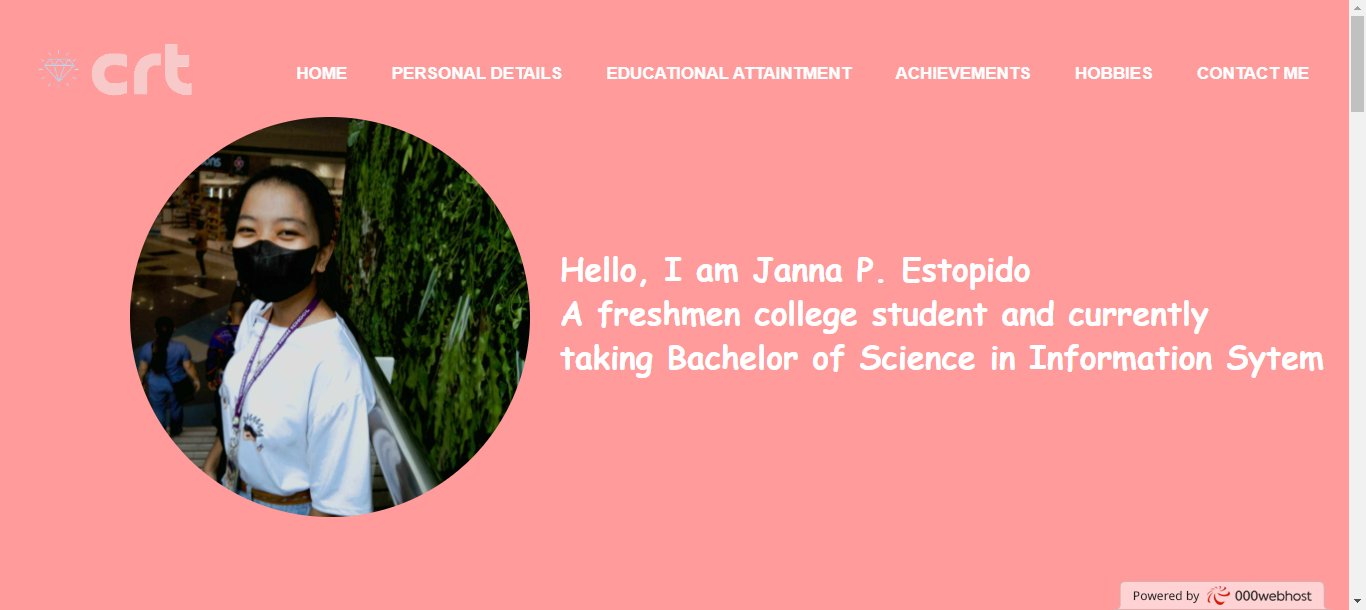 crt
HOME PERSONAL DETAILS EDUCATIONAL ATTAINTMENT ACHIEVEMENTS HOBBIES CONTACT ME
Hello, I am Janna P. Estopido
A freshmen college student and currently
taking Bachelor of Science in Information Sytem
Powered by 000webhost